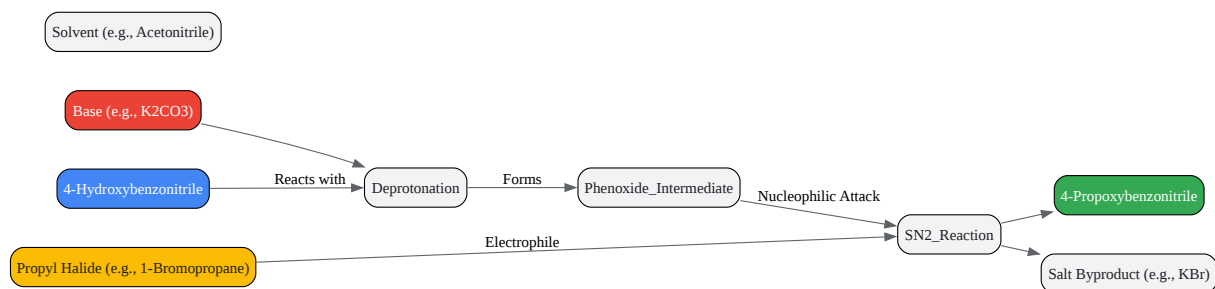 Solvent (e.g., Acetonitrile)
Base (e.g., K2CO3)
4-Hydroxybenzonitrile
Reacts with
Deprotonation
Forms
Phenoxide_Intermediate
Nucleophilic Attack
4-Propoxybenzonitrile
SN2_Reaction
Electrophile
Propyl Halide (e.g., 1-Bromopropane)
Salt Byproduct (e.g., KBr)